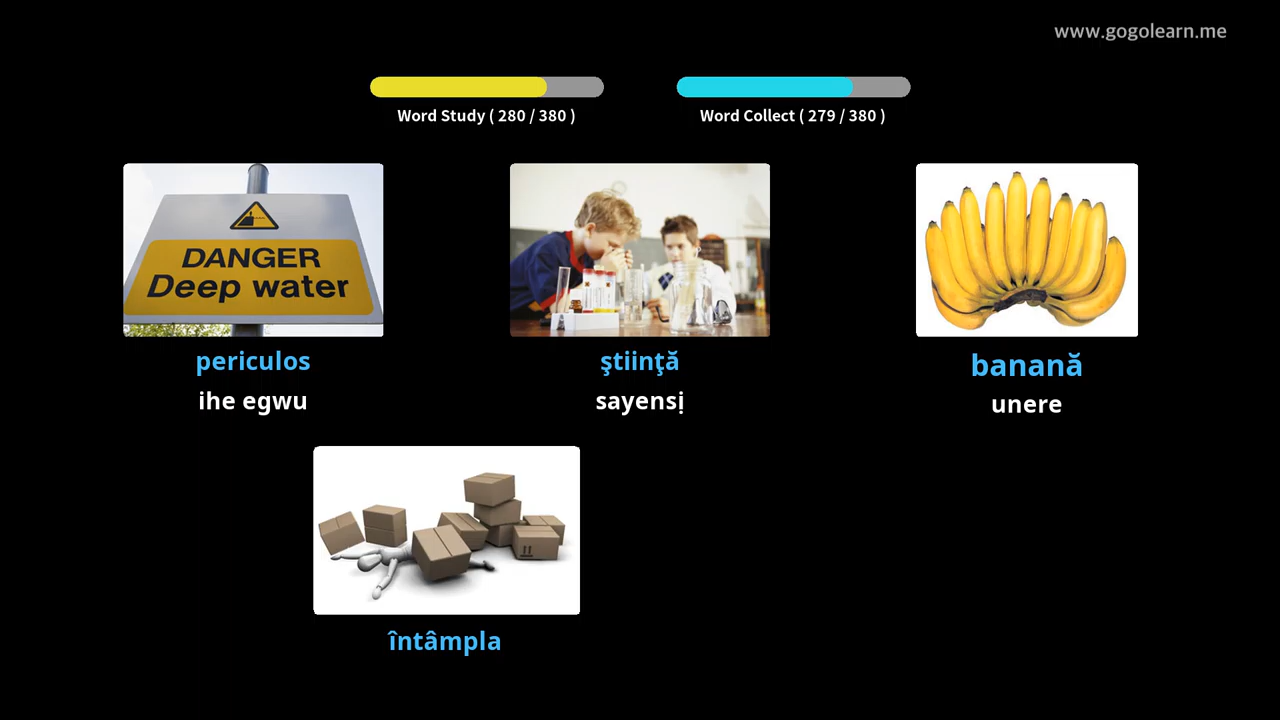 www.gogolearn.me
Word Study ( 280 / 380 )
Word Collect ( 279 / 380 )
DANGER
Deep water
periculos
ihe egwu
ştiinţă
sayensị
banană
unere
întâmpla